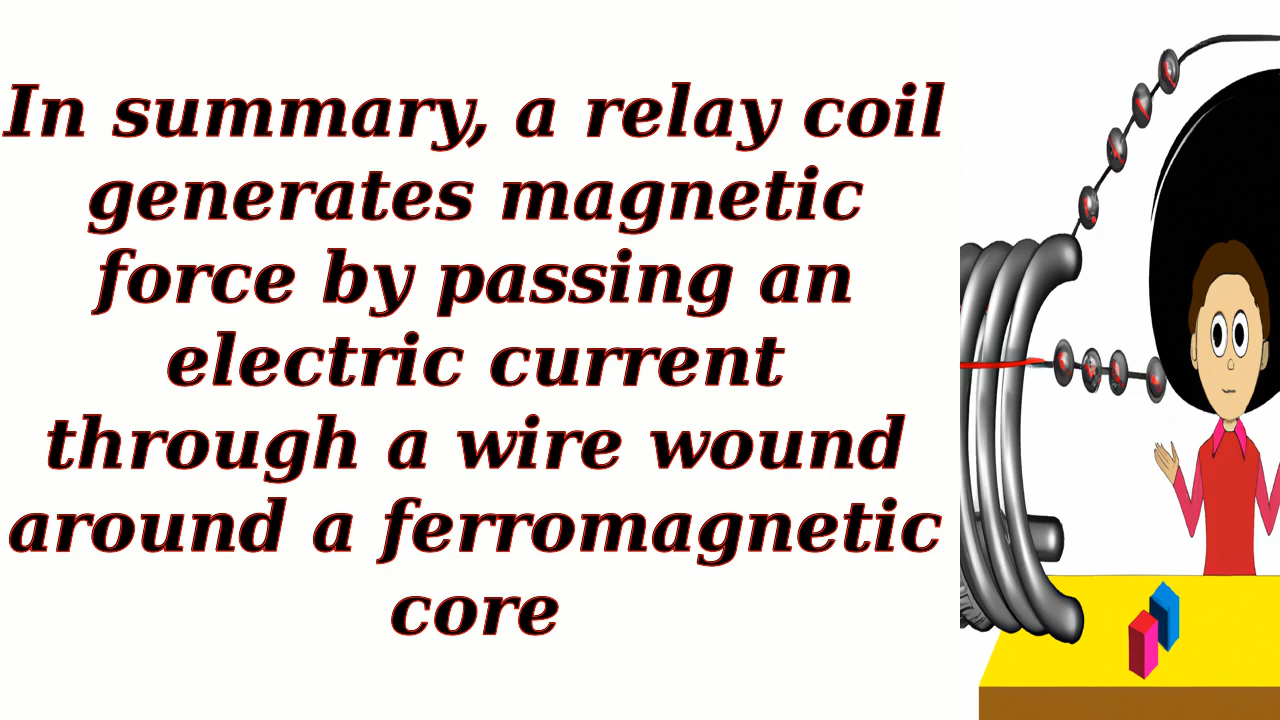 In summary, a relay coil
generates magnetic
force by passing an
electric current
through a wire wound
around a ferromagnetic
core